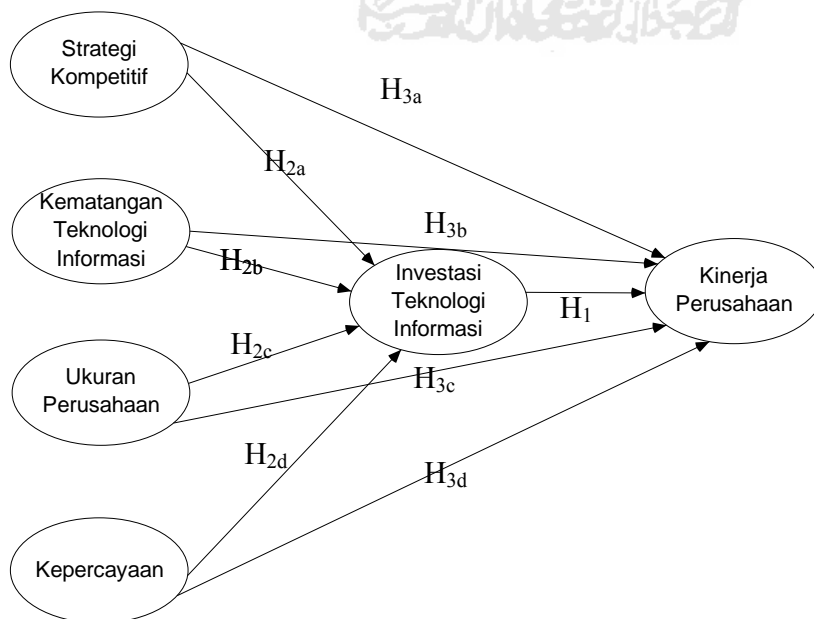 Strategi
Kompetitif
H3a
H2a
Kematangan
Teknologi
Informasi
H3b
H2b
Investasi
Teknologi
Informasi
Kinerja
Perusahaan
H1
H2c
Ukuran
Perusahaan
H3c
H2d
H3d
Kepercayaan